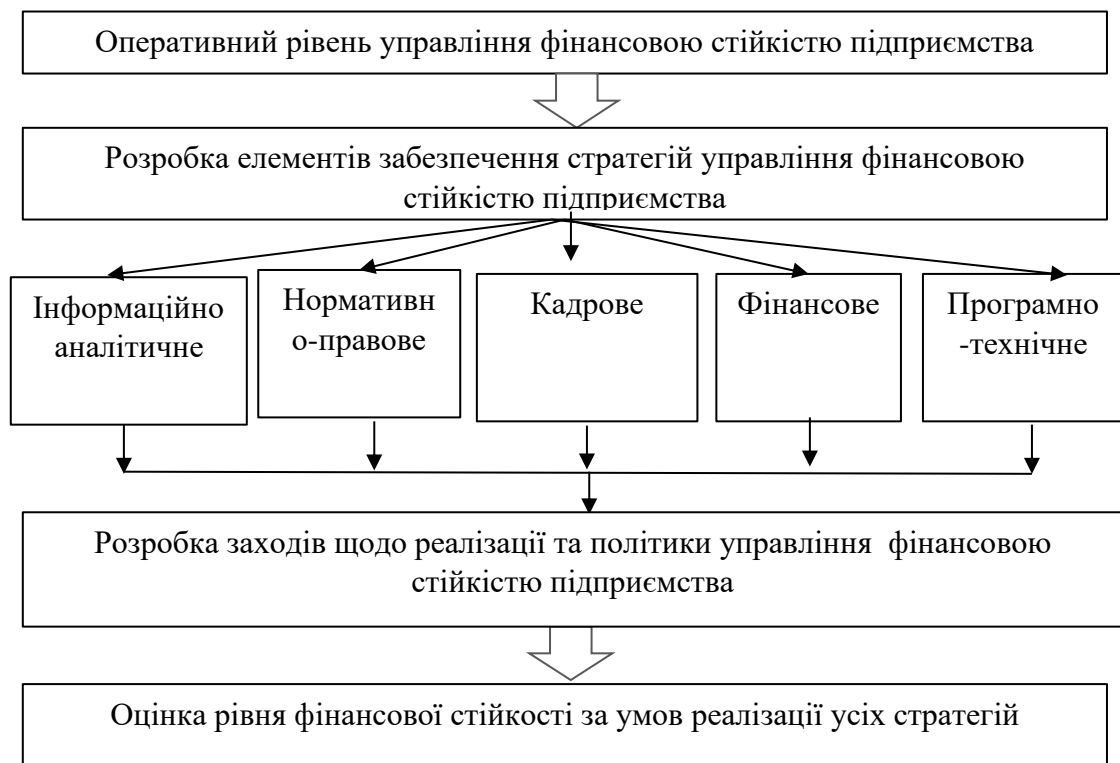 Оперативний рівень управління фінансовою стійкістю підприємства
Розробка елементів забезпечення стратегій управління фінансовою
стійкістю підприємства
Інформаційно
аналітичне
Нормативн
о-правове
Кадрове
Фінансове
Програмно
-технічне
Розробка заходів щодо реалізації та політики управління фінансовою
стійкістю підприємства
Оцінка рівня фінансової стійкості за умов реалізації усіх стратегій